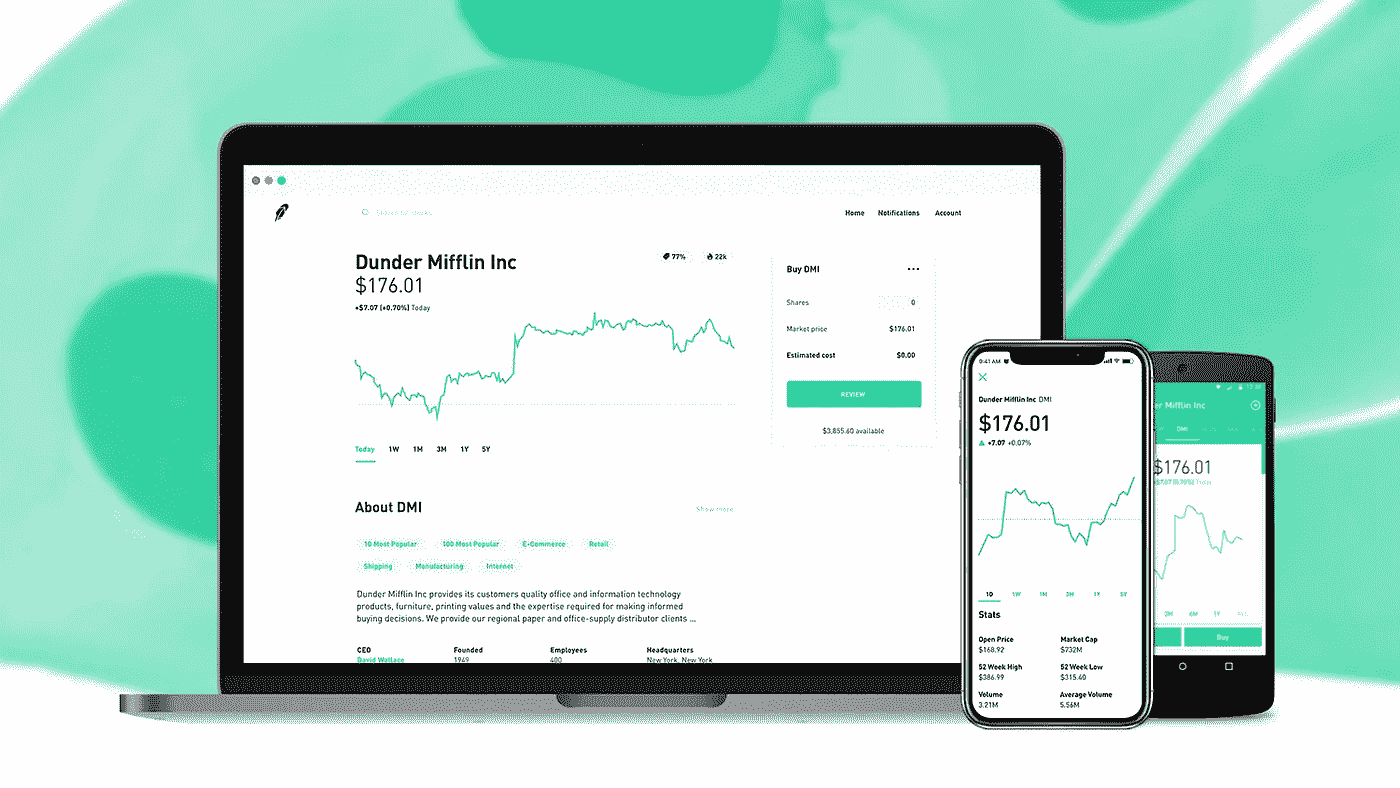 Search for stocks
Home Notifications Account
Dunder Mifflin Inc
$176.01
+$7.07 (+0.70%) Today
77% 22k
Today 1W 1M 3M 1Y 5Y
Buy DMI
Shares 0
Market price $176.01
Estimated cost $0.00
REVIEW
$3,855.60 available
About DMI
Show more
10 Most Popular 100 Most Popular E-Commerce Retail
Shipping Manufacturing Internet
Dunder Mifflin Inc provides its customers quality office and information technology
products, furniture, printing values and the expertise required for making informed
buying decisions. We provide our regional paper and office-supply distributor clients ...
CEO Founded Employees Headquarters
David Wallace 1949 400 New York, New York
9:41 AM
Dunder Mifflin Inc DMI
$176.01
+7.07 +0.07%
1D 1W 1M 3M 1Y 5Y
Stats
Open Price Market Cap
$168.92 $732M
52 Week High 52 Week Low
$386.99 $315.40
Volume Average Volume
3.21M 5.56M
der Mifflin Inc
DMI
$176.01
+$7.07 (0.70%) Today
3M 6M 1Y
Buy